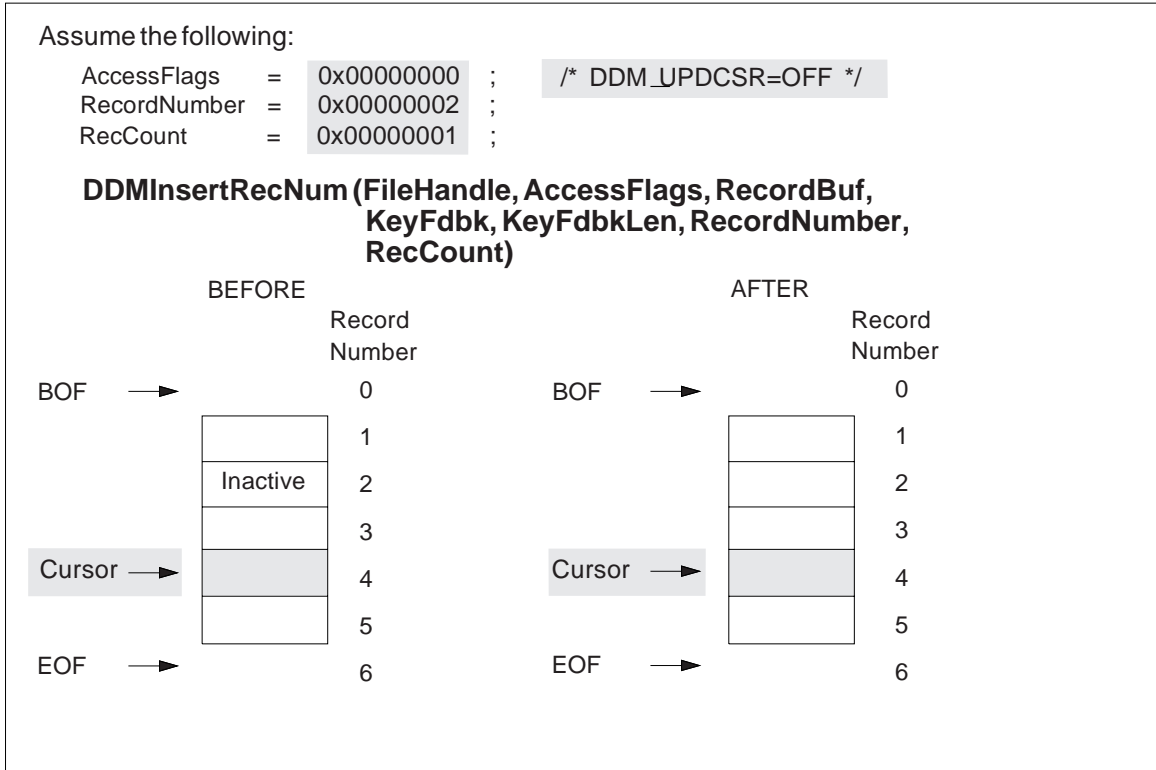 Assume the following:
AccessFlags = 0x00000000 ; /* DDM_UPDCSR=OFF */
RecordNumber = 0x00000002 ;
RecCount = 0x00000001 ;
DDMInsertRecNum (FileHandle, AccessFlags, RecordBuf,
KeyFdbk, KeyFdbkLen, RecordNumber,
RecCount)
BEFORE AFTER
Record Record
Number Number
BOF 0 BOF 0
1 1
Inactive 2 2
3 3
Cursor 4 Cursor 4
5 5
EOF 6 EOF 6